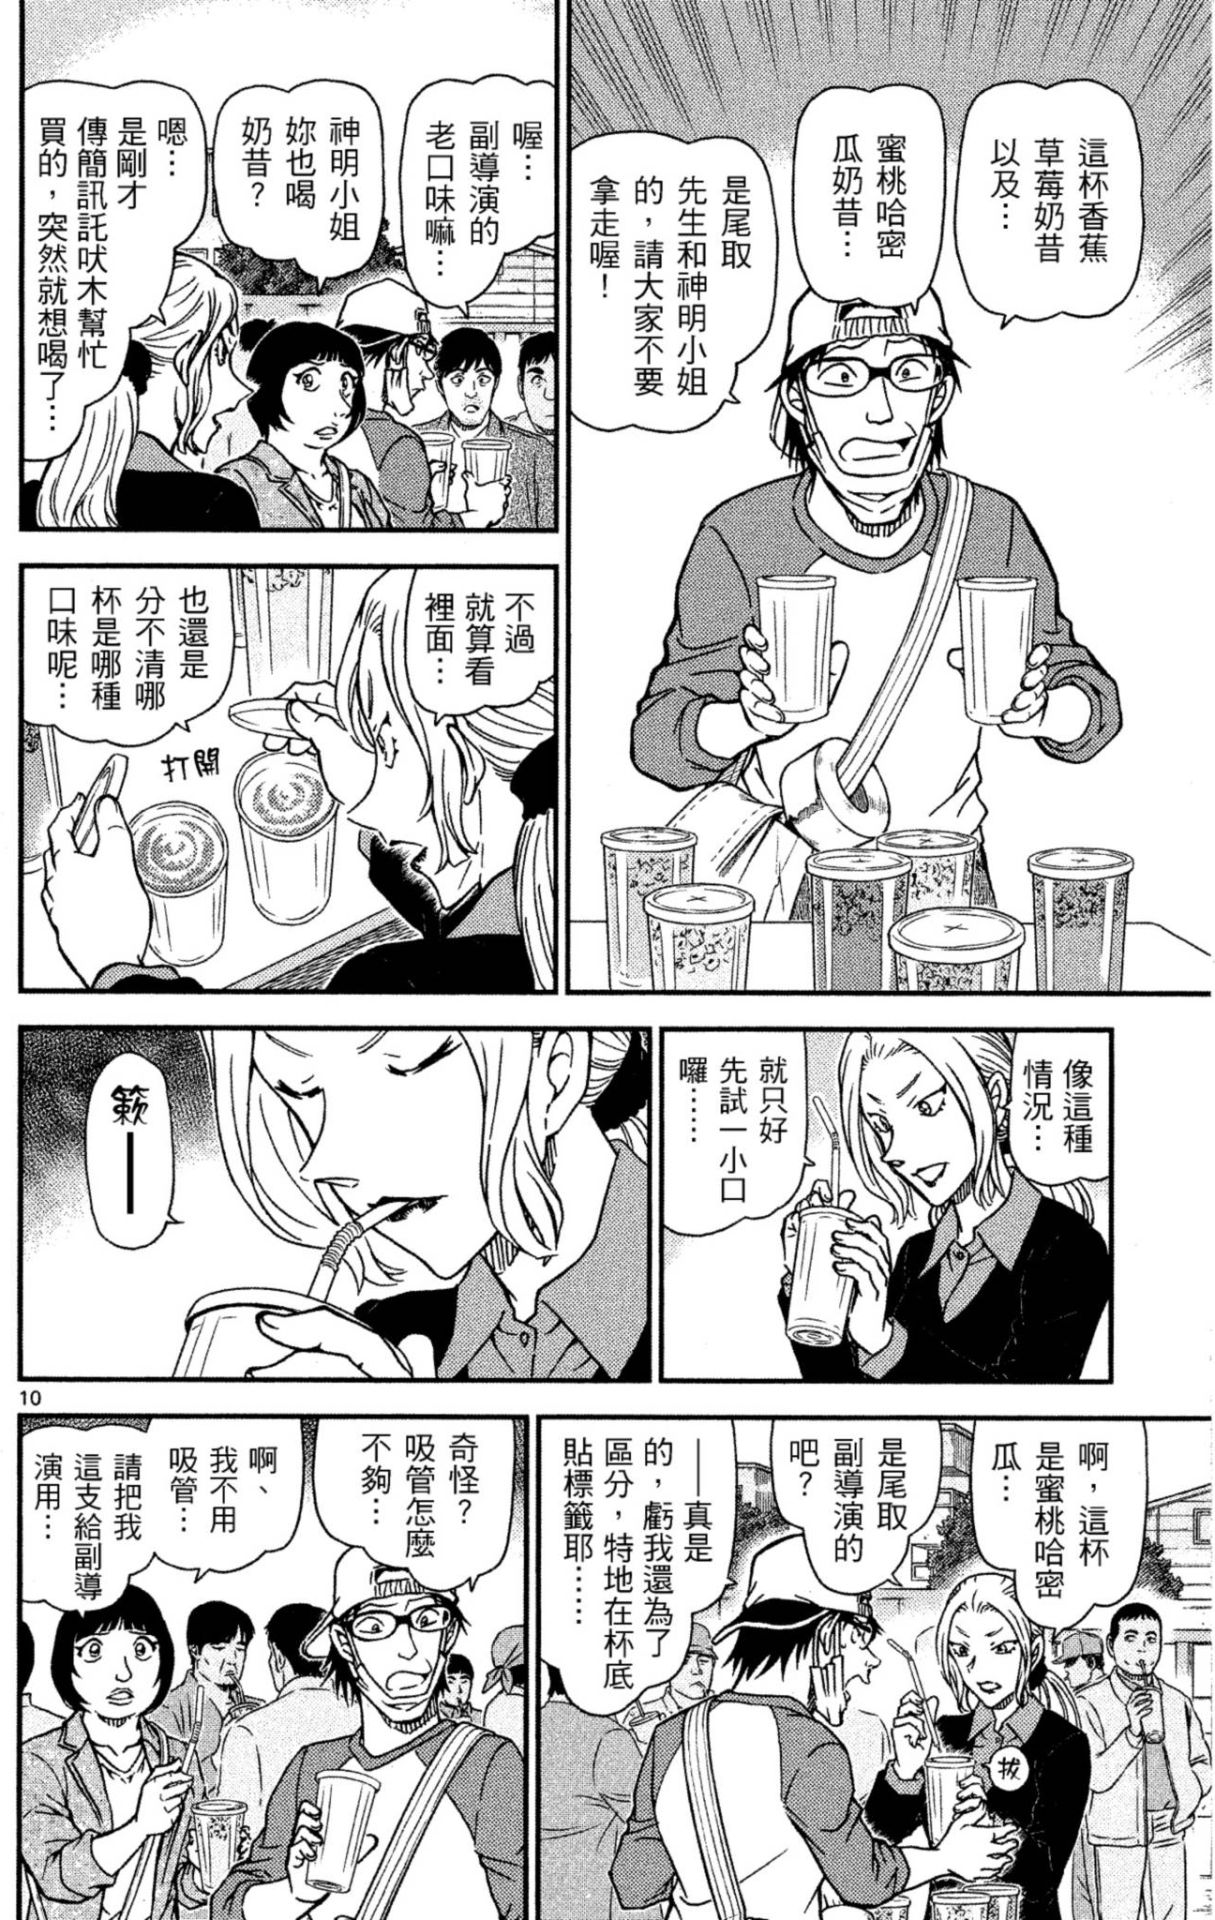 這杯香蕉
草莓奶昔
以及…
蜜桃哈密
瓜奶昔…
是尾取
先生和神明小姐
的，請大家不要
拿走喔！
喔…
副導演的
老口味嘛…
神明小姐
妳也喝
奶昔？
嗯…
是剛才
傳簡訊託吠木幫忙
買的，突然就想喝了…
不過
就算看
裡面…
打開
也還是
分不清哪
杯是哪種
口味呢…
像這種
情況…
就只好
先試一小口
囉……
簌—
10
啊，這杯
是蜜桃哈密
瓜…
是尾取
副導演的
吧？
——真是
的，虧我還為了
區分，特地在杯底
貼標籤耶……
拔
奇怪？
吸管怎麼
不夠…
啊、
我不用
吸管…
請把我
這支給副導
演用…